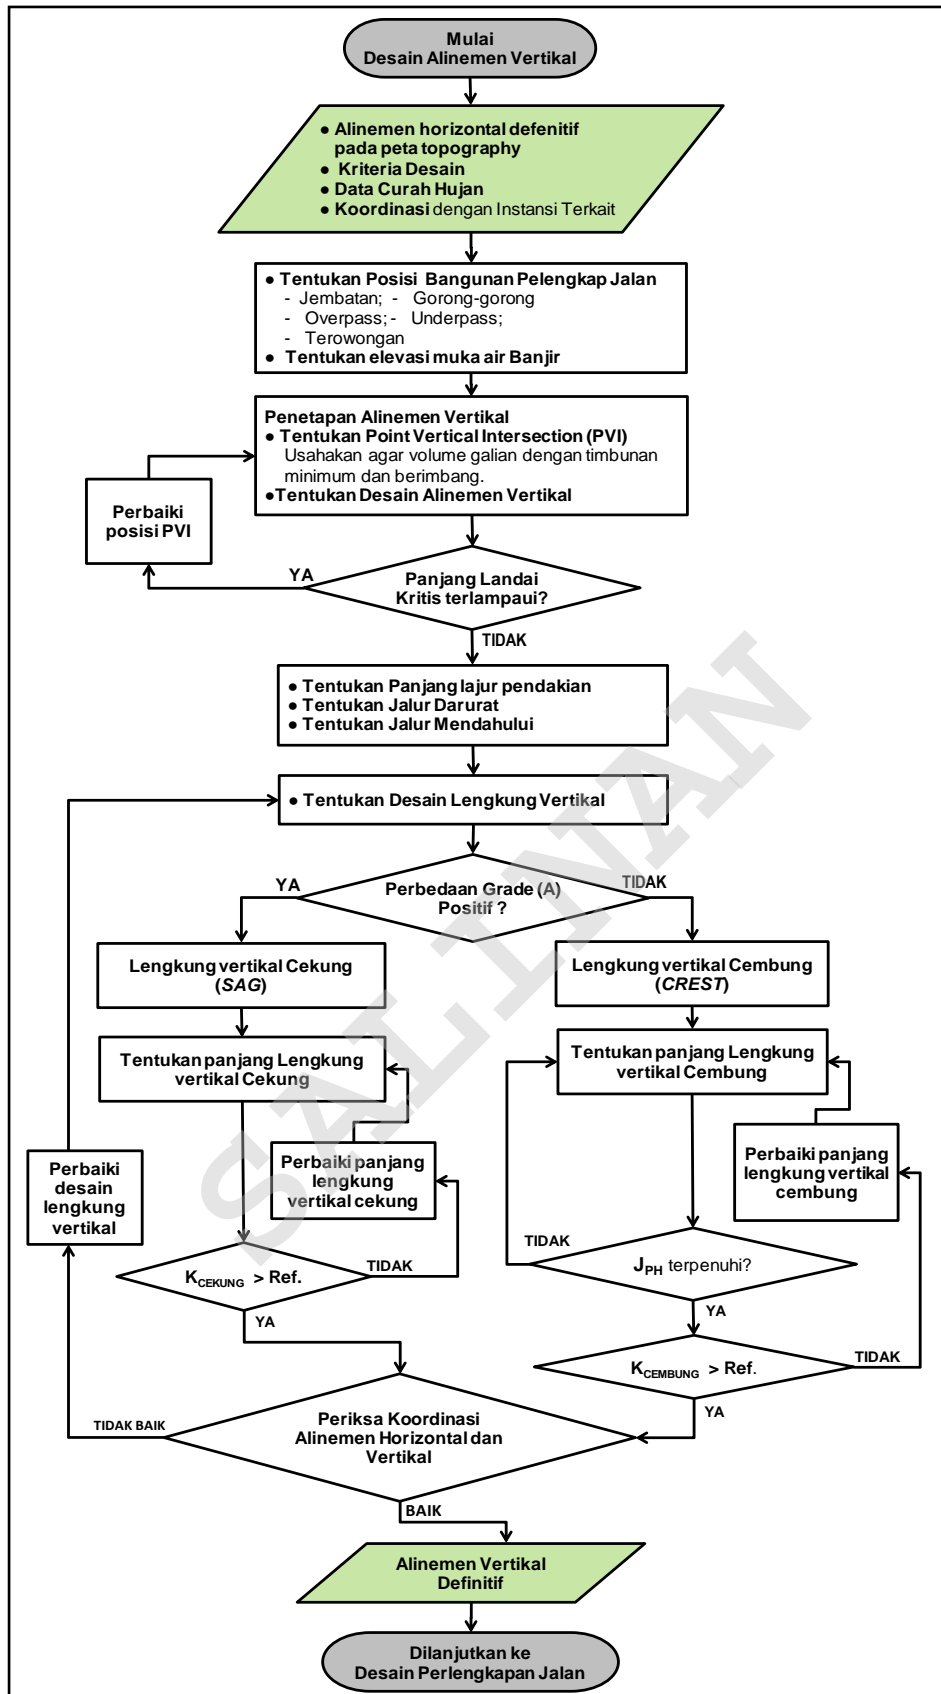 Mulai
Desain Alinemen Vertikal
● Alinemen horizontal defenitif
pada peta topography
● Kriteria Desain
● Data Curah Hujan
● Koordinasi dengan Instansi Terkait
● Tentukan Posisi Bangunan Pelengkap Jalan
- Jembatan; - Gorong-gorong
- Overpass; - Underpass;
- Terowongan
● Tentukan elevasi muka air Banjir
Penetapan Alinemen Vertikal
● Tentukan Point Vertical Intersection (PVI)
Usahakan agar volume galian dengan timbunan
minimum dan berimbang.
●Tentukan Desain Alinemen Vertikal
Perbaiki
posisi PVI
YA
Panjang Landai
Kritis terlampaui?
TIDAK
● Tentukan Panjang lajur pendakian
● Tentukan Jalur Darurat
● Tentukan Jalur Mendahului
● Tentukan Desain Lengkung Vertikal
YA
Perbedaan Grade (A)
Positif ?
TIDAK
Lengkung vertikal Cekung
(SAG)
Lengkung vertikal Cembung
(CREST)
Tentukan panjang Lengkung
vertikal Cekung
Tentukan panjang Lengkung
vertikal Cembung
Perbaiki
desain
lengkung
vertikal
Perbaiki panjang
lengkung
vertikal cekung
Perbaiki panjang
lengkung vertikal
cembung
TIDAK
JPH terpenuhi?
KCEKUNG > Ref.
TIDAK
YA
YA
KCEMBUNG > Ref.
TIDAK
YA
TIDAK BAIK
Periksa Koordinasi
Alinemen Horizontal dan
Vertikal
BAIK
Alinemen Vertikal
Definitif
Dilanjutkan ke
Desain Perlengkapan Jalan
SALINAN